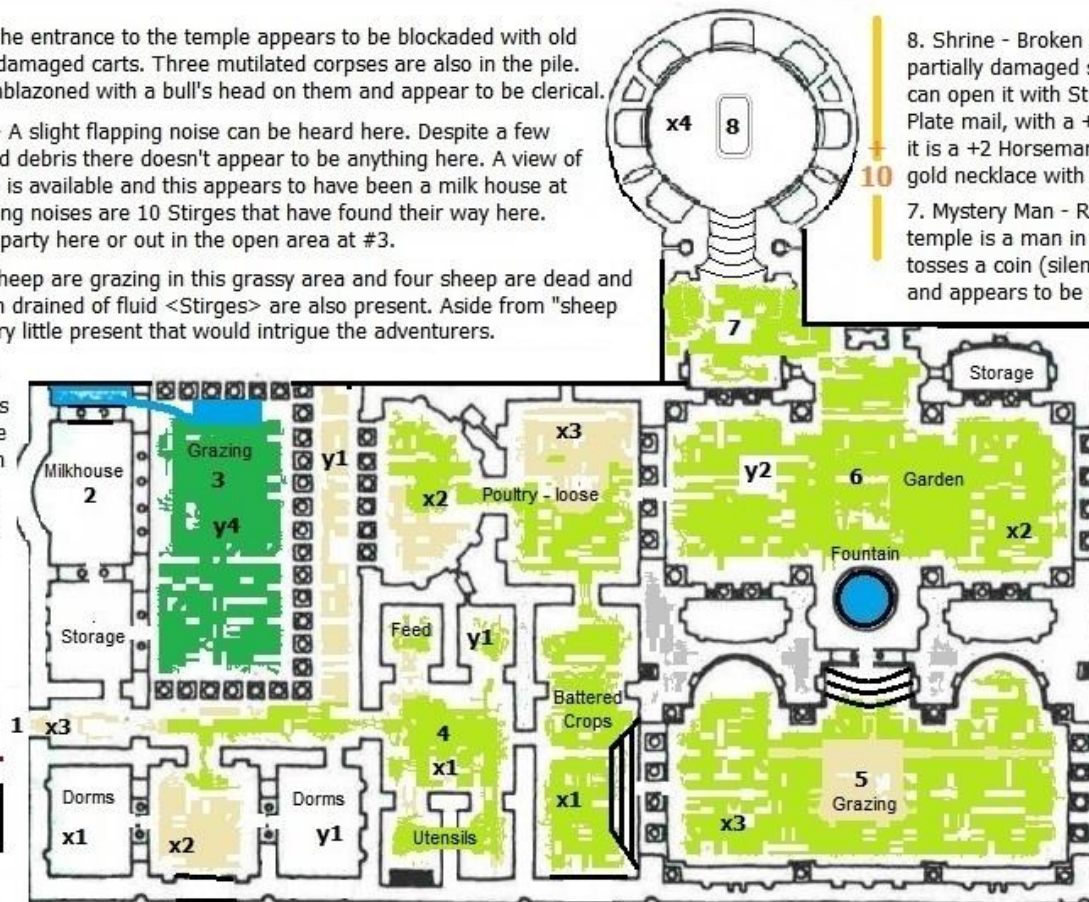 he entrance to the temple appears to be blockaded with old
damaged carts. Three mutilated corpses are also in the pile.
nblazoned with a bull's head on them and appear to be clerical.
A slight flapping noise can be heard here. Despite a few
d debris there doesn't appear to be anything here. A view of
is available and this appears to have been a milk house at
ng noises are 10 Stirges that have found their way here.
party here or out in the open area at #3.
sheep are grazing in this grassy area and four sheep are dead and
n drained of fluid <Stirges> are also present. Aside from "sheep
ry little present that would intrigue the adventurers.
8. Shrine - Broken
partially damaged s
can open it with St
Plate mail, with a +
it is a +2 Horseman
gold necklace with
7. Mystery Man - R
temple is a man in
tosses a coin (silen
and appears to be
+
10
x4
8
7
Storage
s
e
n
Milkhouse
2
Grazing
3
y4
y1
x2
x3
Poultry - loose
y2
6
Garden
x2
Fountain
Storage
Feed
y1
Battered
Crops
1
x3
4
x1
5
Grazing
Dorms
x1
x2
Dorms
y1
Utensils
x1
x3